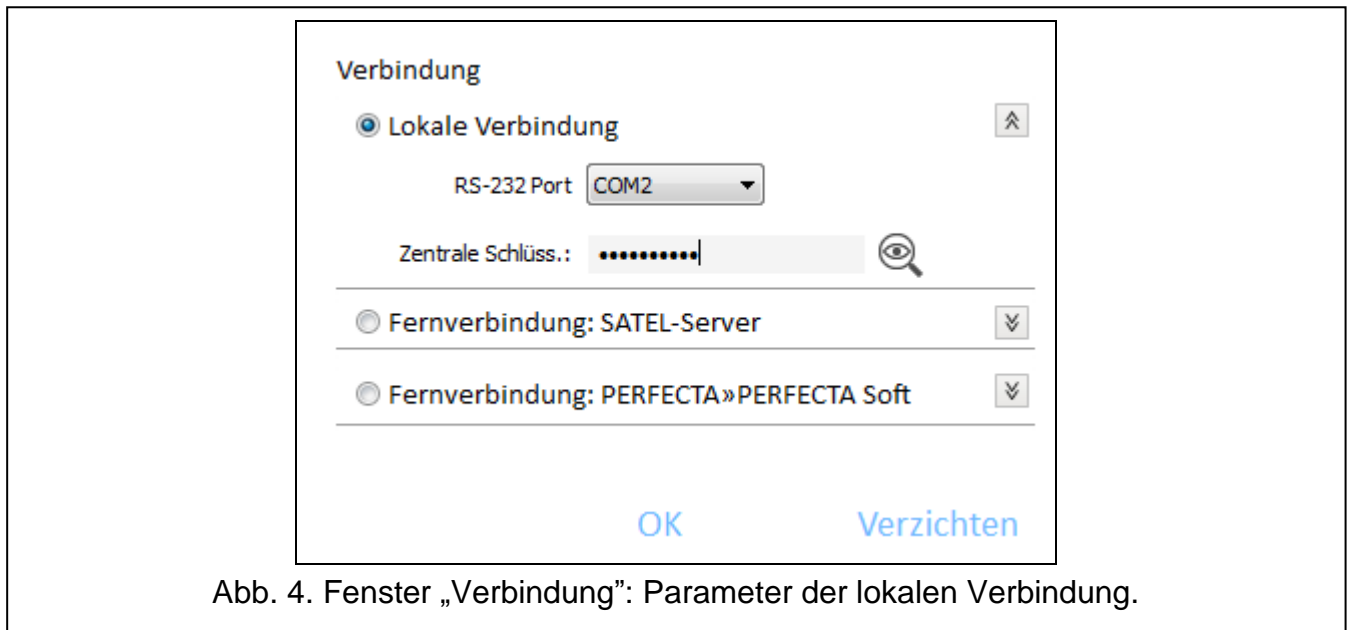 Verbindung
Lokale Verbindung
RS-232 Port COM2
Zentrale Schlüss.: ••••••••••
Fernverbindung: SATEL-Server
Fernverbindung: PERFECTA»PERFECTA Soft
OK Verzichten
Abb. 4. Fenster „Verbindung”: Parameter der lokalen Verbindung.